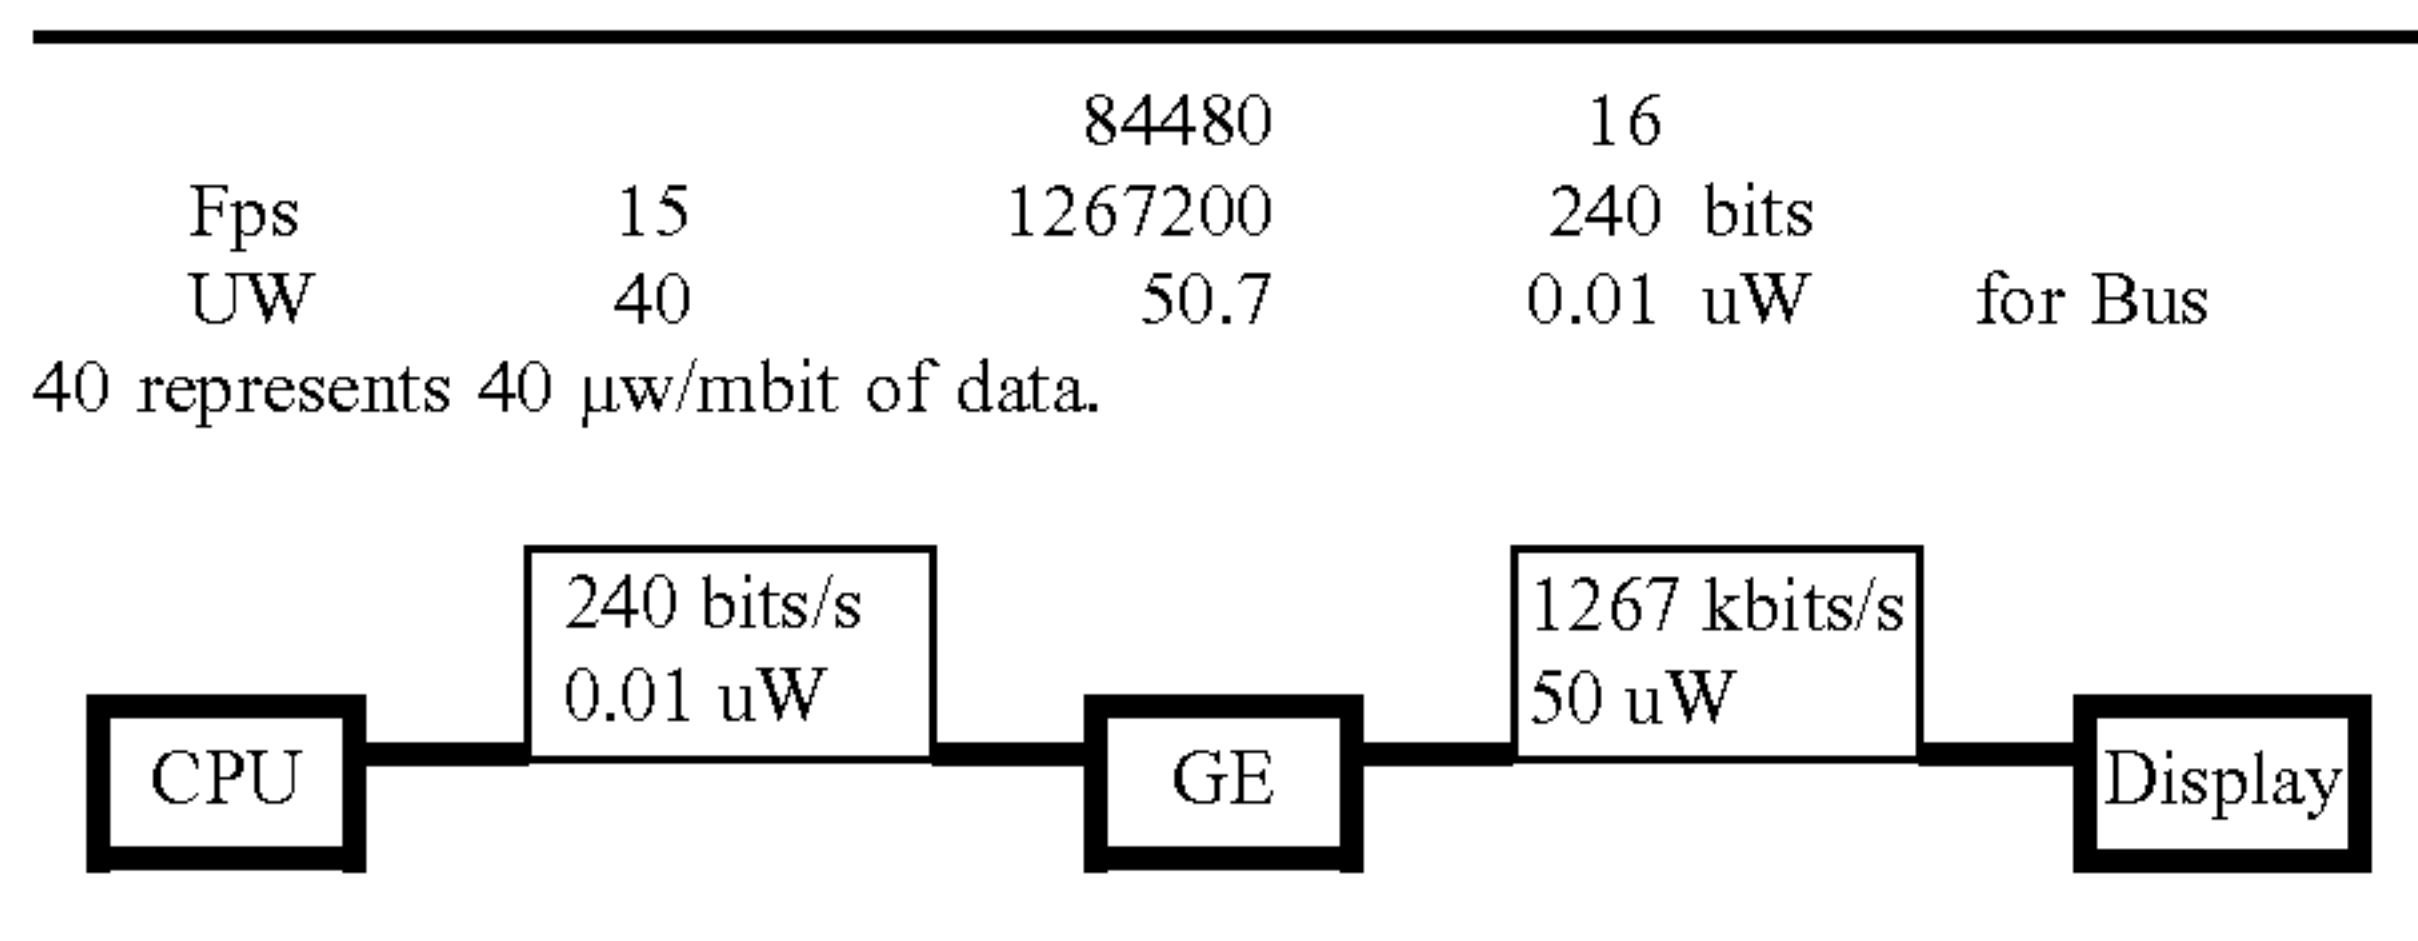 84480 16
Fps 15 1267200 240 bits
UW 40 50.7 0.01 uW for Bus
40 represents 40 μw/mbit of data.
240 bits/s
0.01 uW
1267 kbits/s
50 uW
CPU
GE
Display